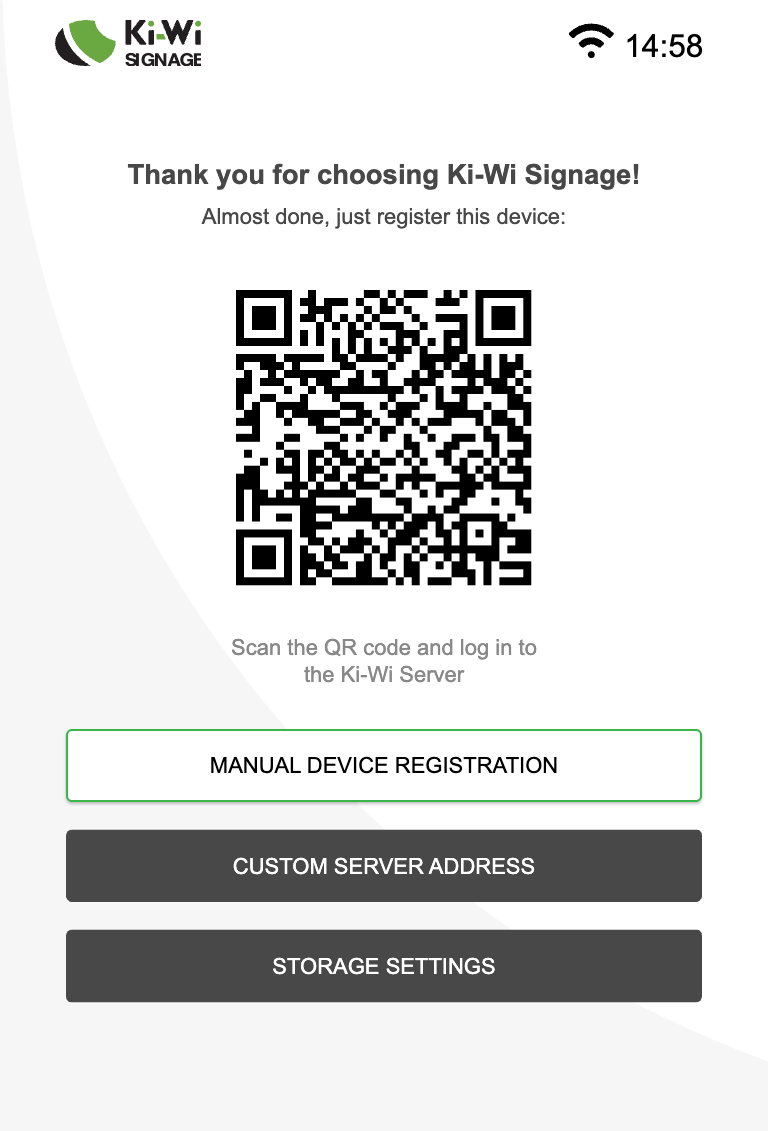 Ki-Wi
SIGNAGE
14:58
Thank you for choosing Ki-Wi Signage!
Almost done, just register this device:
Scan the QR code and log in to
the Ki-Wi Server
MANUAL DEVICE REGISTRATION
CUSTOM SERVER ADDRESS
STORAGE SETTINGS